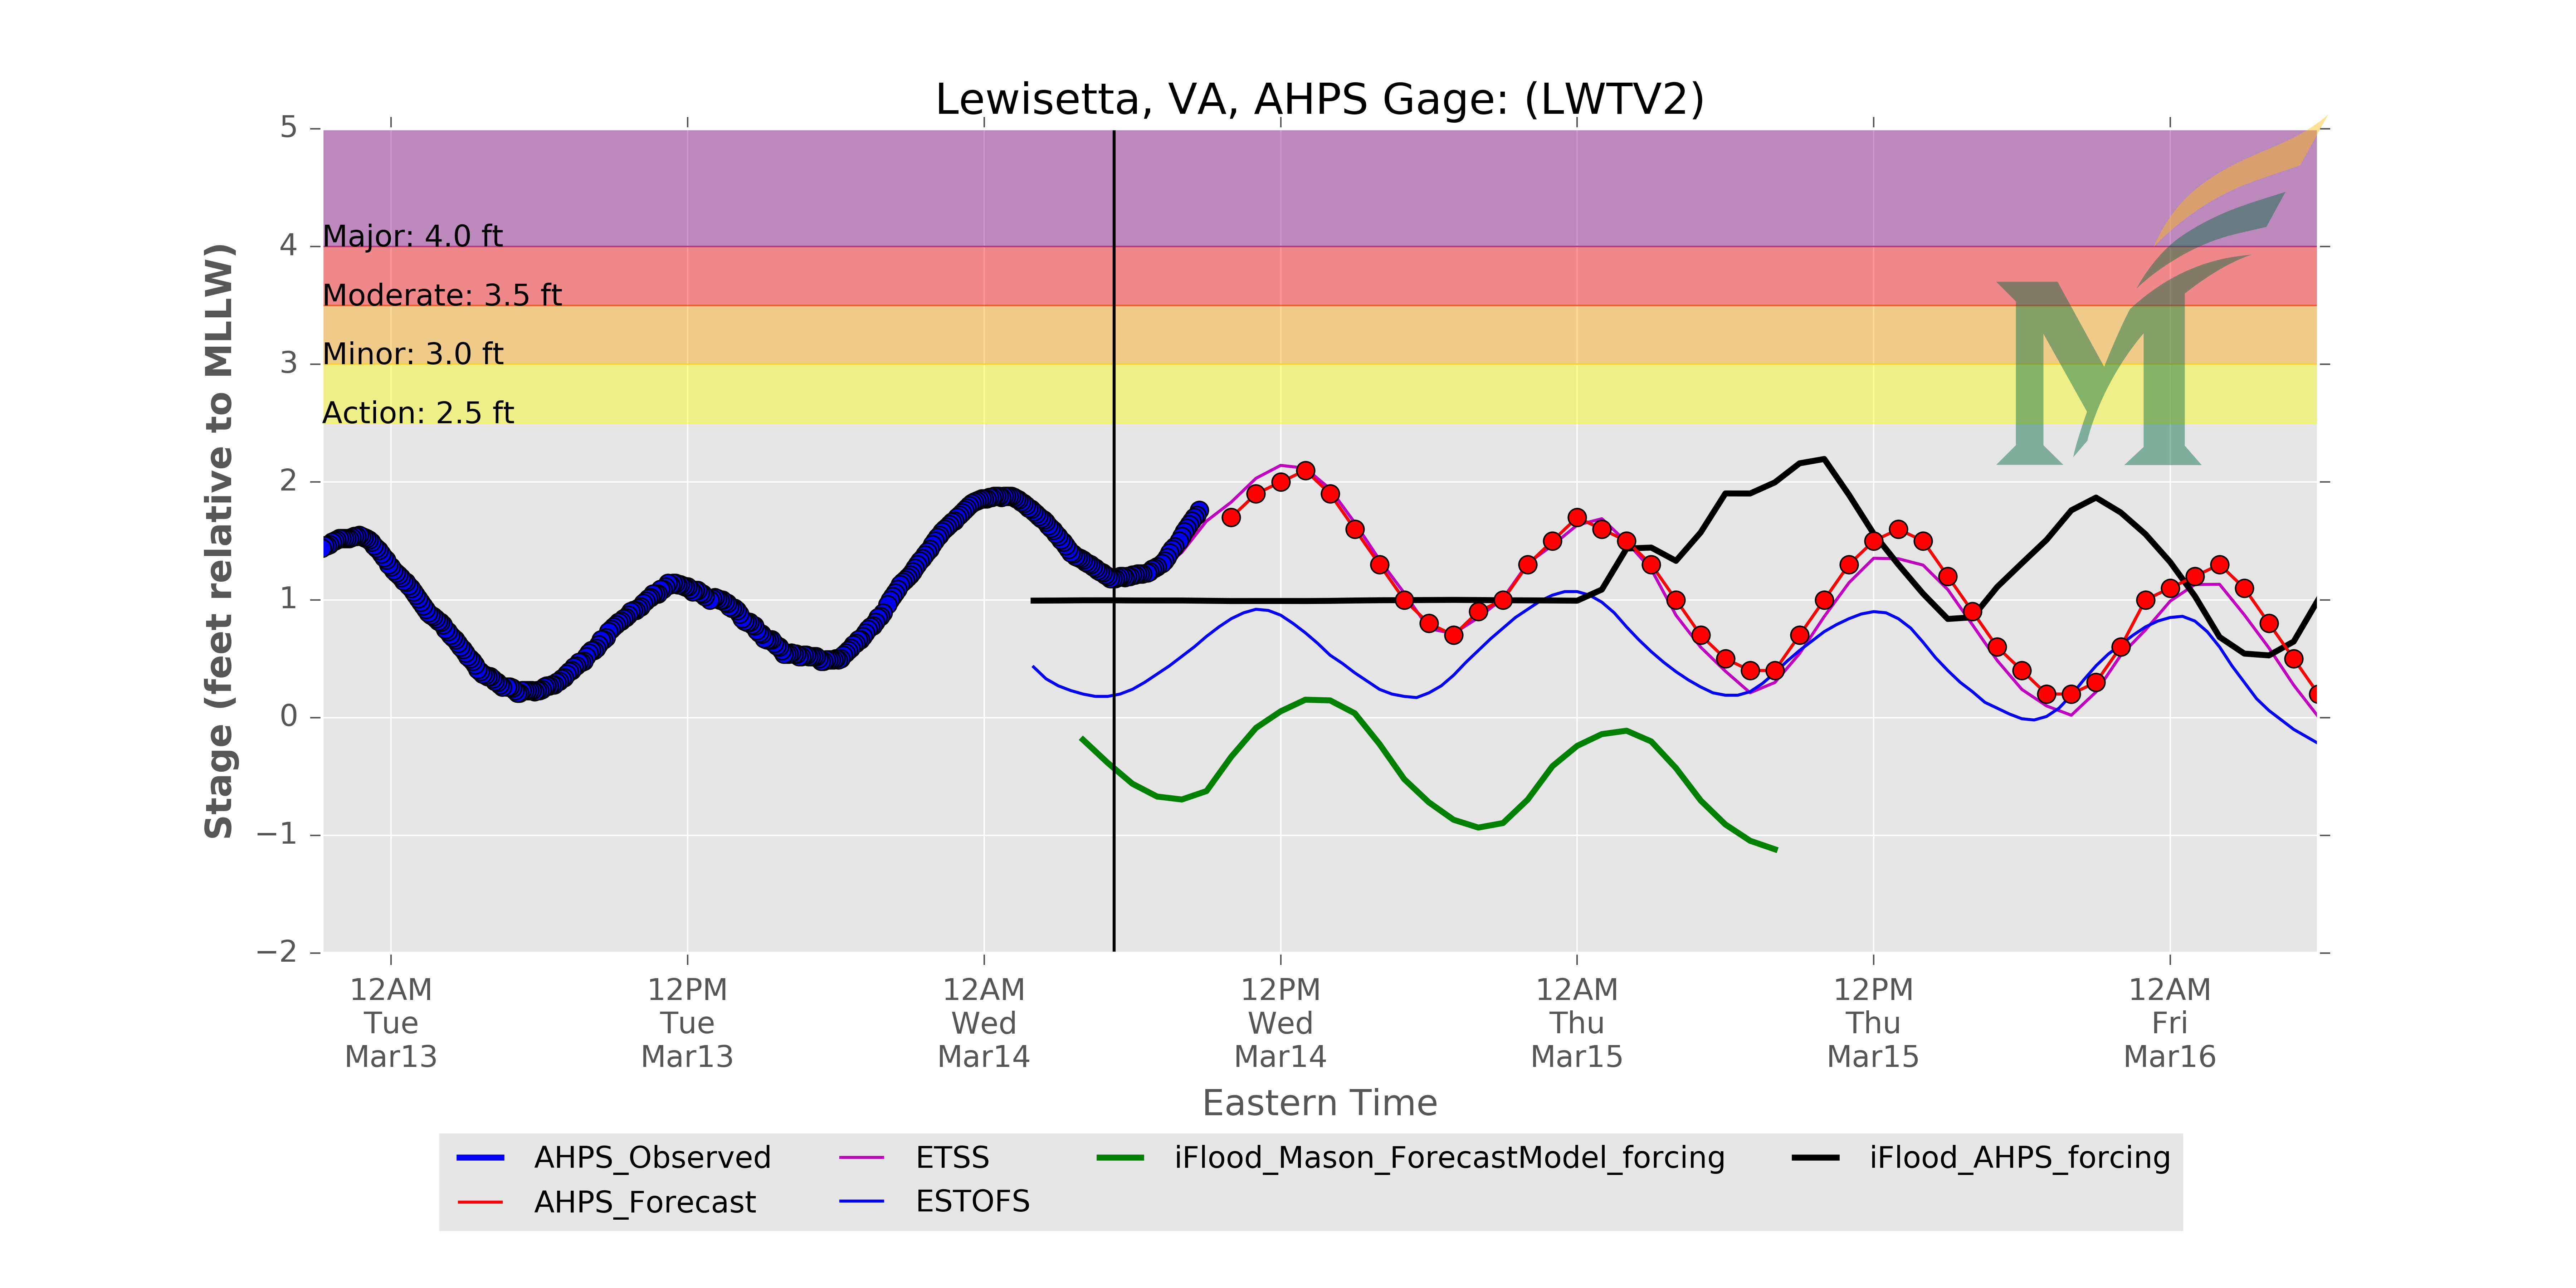 Lewisetta, VA, AHPS Gage: (LWTV2)
Stage (feet relative to MLLW)
5
4
3
2
1
0
−1
−2
Major: 4.0 ft
Moderate: 3.5 ft
Minor: 3.0 ft
Action: 2.5 ft
M
12AM
Tue
Mar13
12PM
Tue
Mar13
12AM
Wed
Mar14
12PM
Wed
Mar14
12AM
Thu
Mar15
12PM
Thu
Mar15
12AM
Fri
Mar16
Eastern Time
AHPS_Observed
AHPS_Forecast
ETSS
ESTOFS
iFlood_Mason_ForecastModel_forcing
iFlood_AHPS_forcing